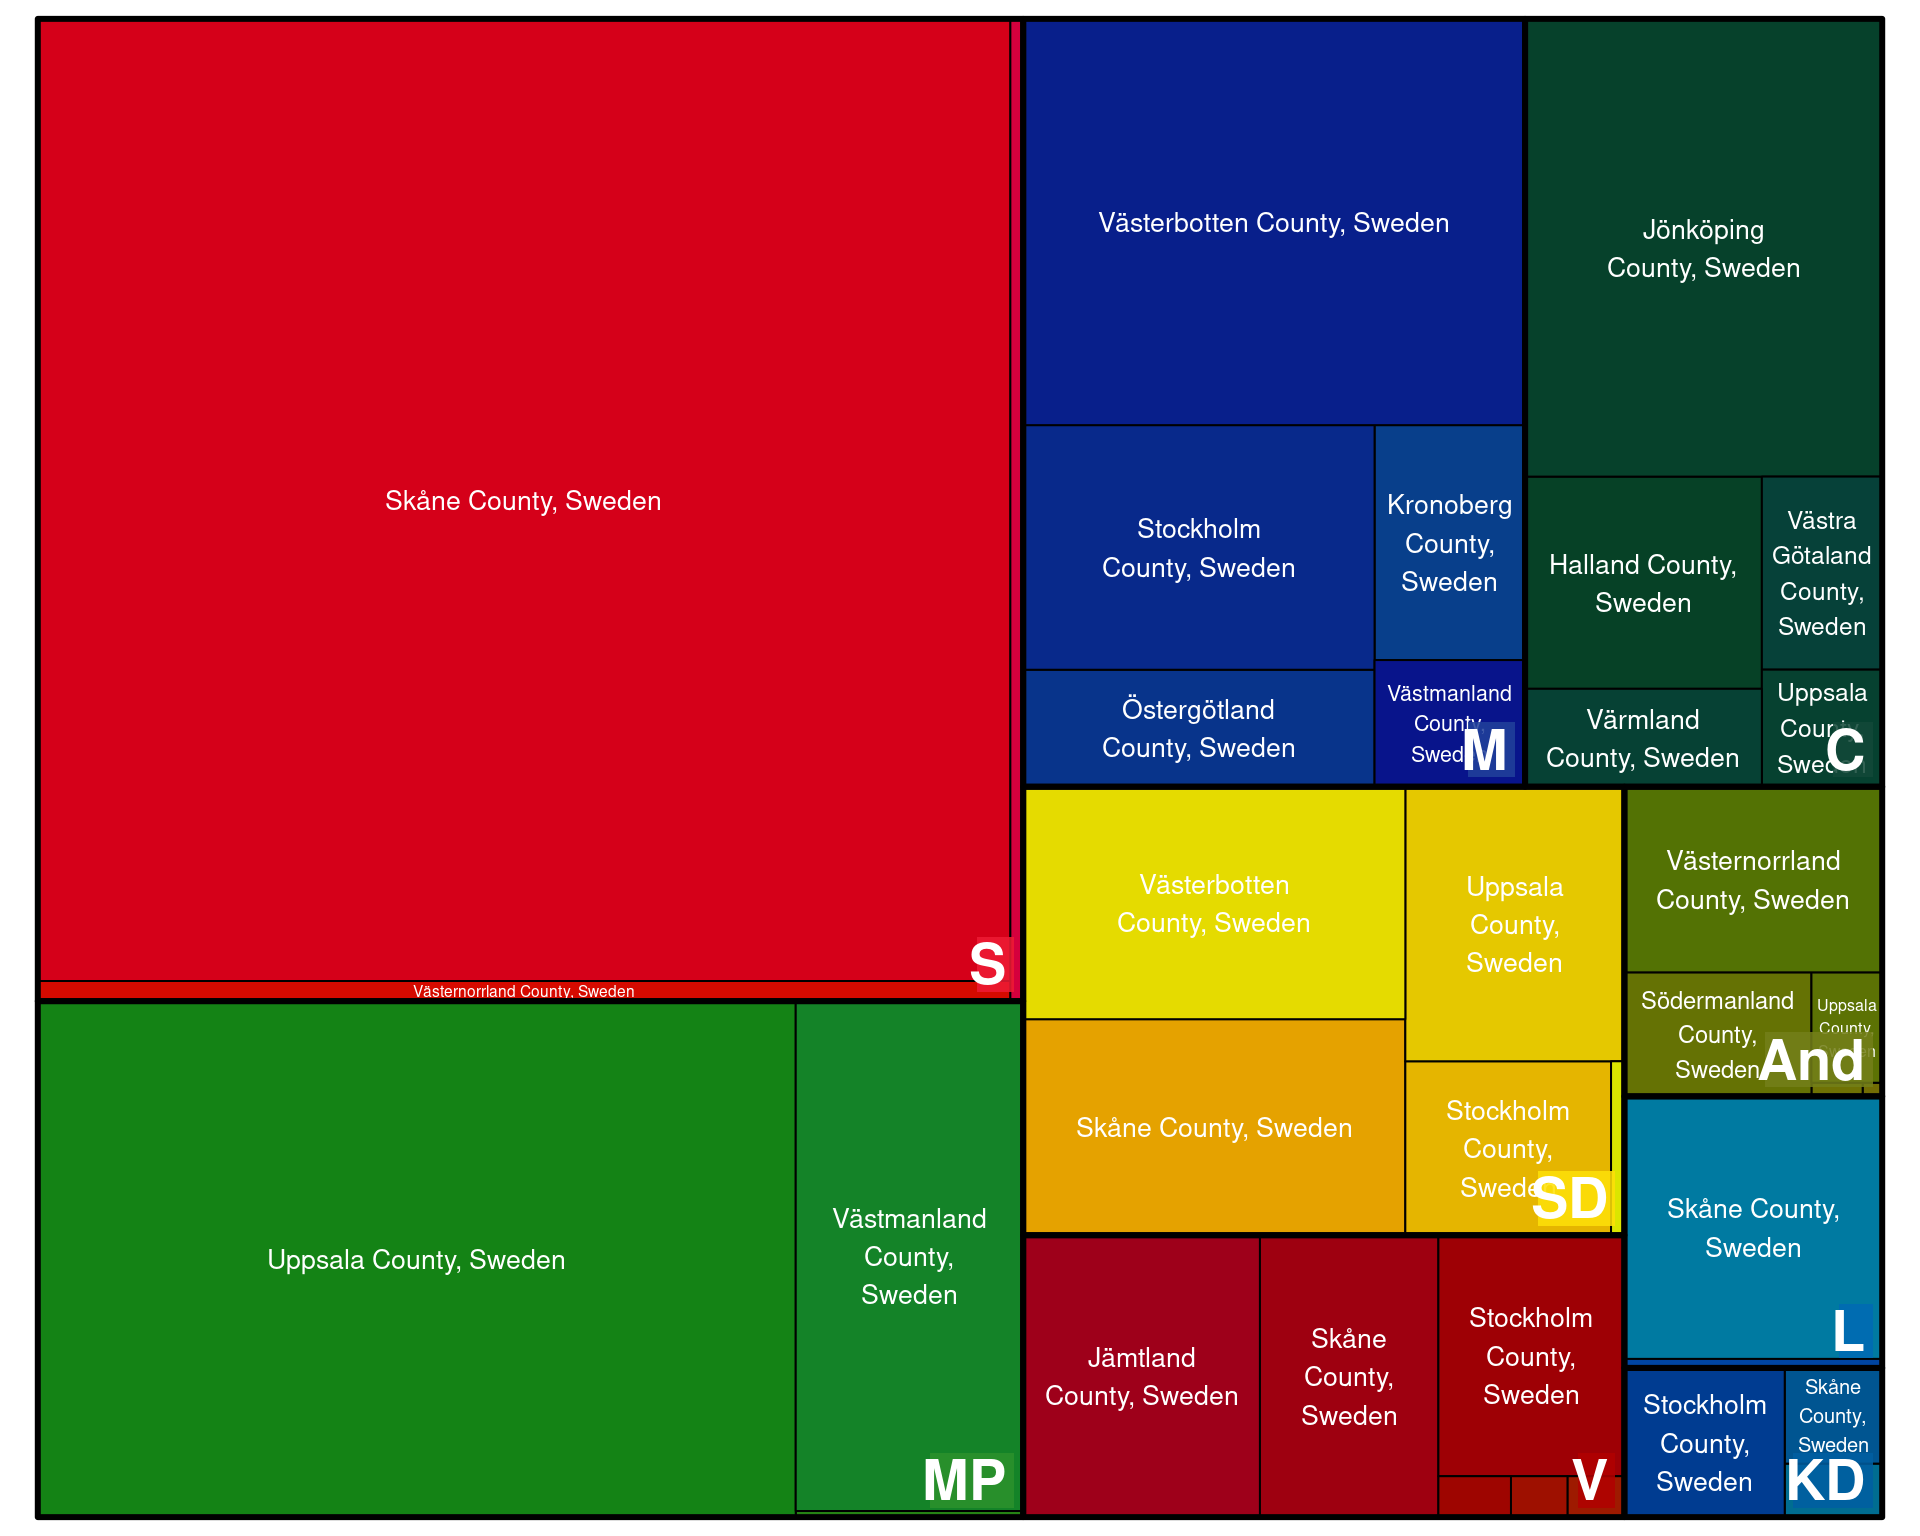 Skåne County, Sweden
S
Västernorrland County, Sweden
Uppsala County, Sweden
Västmanland
County,
Sweden
MP
Västerbotten County, Sweden
Stockholm
County, Sweden
Kronoberg
County,
Sweden
Östergötland
County, Sweden
Västmanland
County,
M
Jönköping
County, Sweden
Halland County,
Sweden
Västra
Götaland
County,
Sweden
Värmland
County, Sweden
Uppsala
C
Västerbotten
County, Sweden
Uppsala
County,
Sweden
Skåne County, Sweden
Stockholm
County,
Sweden
SD
Västernorrland
County, Sweden
Södermanland
County,
Sweden
Uppsala
County,
And
Skåne County,
Sweden
L
Jämtland
County, Sweden
Skåne
County,
Sweden
Stockholm
County,
Sweden
V
Stockholm
County,
Sweden
Skåne
County,
Sweden
KD